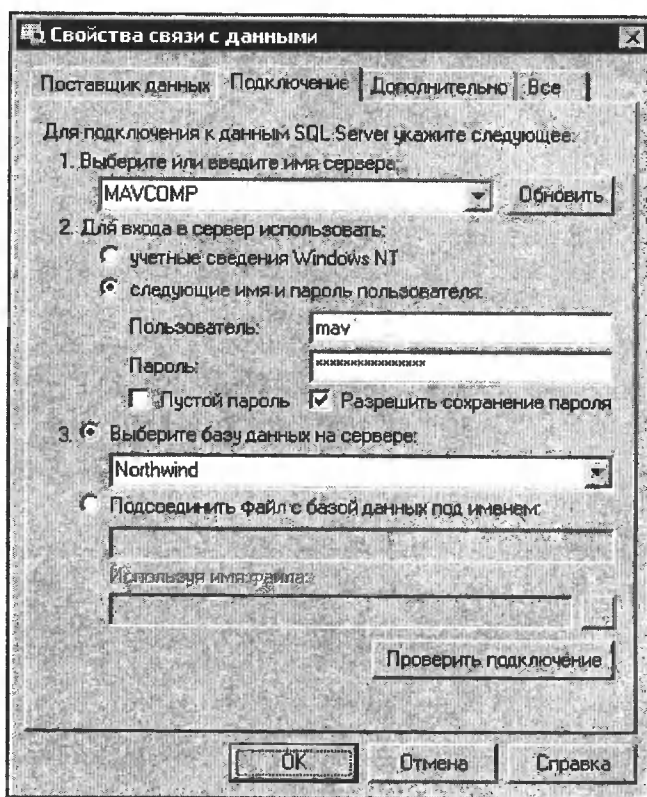 Свойства связи с данными
Поставщик данных Подключение Дополнительно Все
Для подключения к данным SQL Server укажите следующее:
1. Выберите или введите имя сервера:
MAVCOMP Обновить
2. Для входа в сервер использовать:
учетные сведения Windows NT
следующие имя и пароль пользователя:
Пользователь: mav
Пароль: ****************
Пустой пароль Разрешить сохранение пароля
3. Выберите базу данных на сервере:
Northwind
Подсоединить файл с базой данных под именем:
Используя имя файла:
...
Проверить подключение
OK Отмена Справка